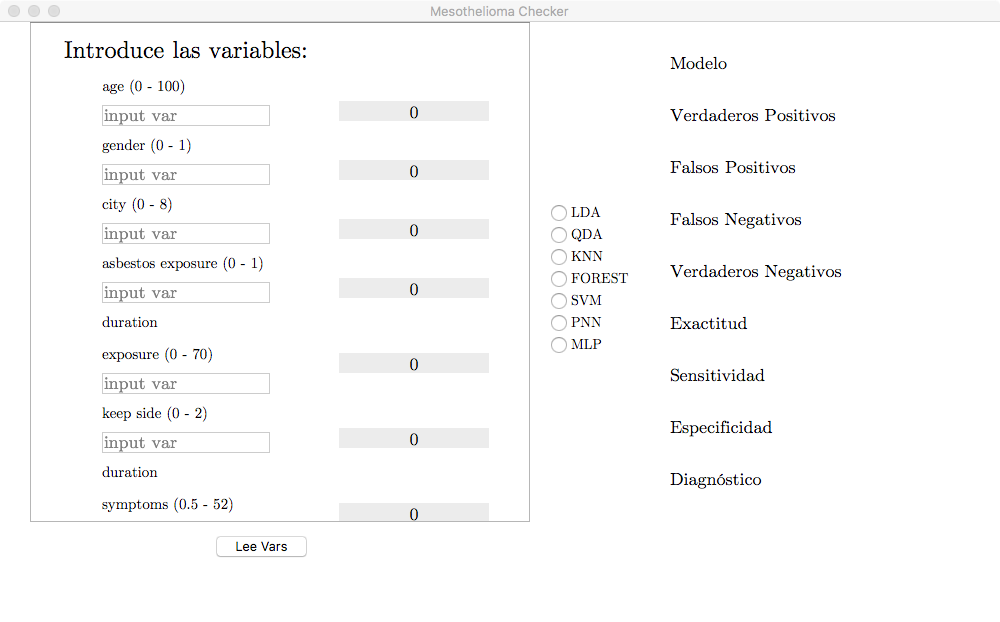 Mesothelioma Checker
Introduce las variables:
age (0 - 100)
input var
0
gender (0 - 1)
input var
0
city (0 - 8)
input var
0
asbestos exposure (0 - 1)
input var
0
duration
exposure (0 - 70)
input var
0
keep side (0 - 2)
input var
0
duration
symptoms (0.5 - 52)
0
Lee Vars
LDA
QDA
KNN
FOREST
SVM
PNN
MLP
Modelo
Verdaderos Positivos
Falsos Positivos
Falsos Negativos
Verdaderos Negativos
Exactitud
Sensitividad
Especificidad
Diagnóstico